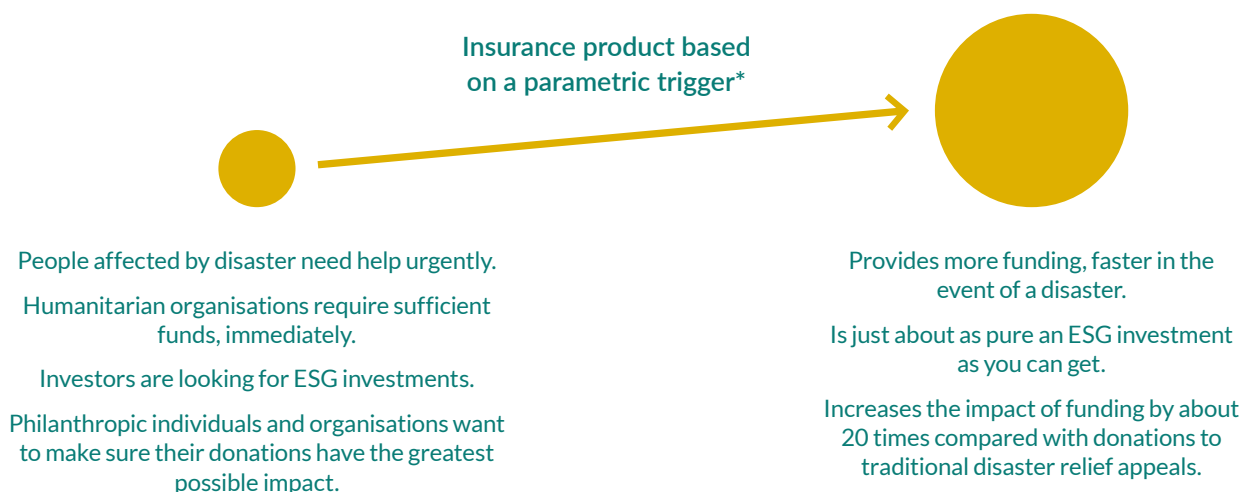 Insurance product based
on a parametric trigger*
People affected by disaster need help urgently.
Humanitarian organisations require sufficient
funds, immediately.
Investors are looking for ESG investments.
Philanthropic individuals and organisations want
to make sure their donations have the greatest
possible impact.
Provides more funding, faster in the
event of a disaster.
Is just about as pure an ESG investment
as you can get.
Increases the impact of funding by about
20 times compared with donations to
traditional disaster relief appeals.